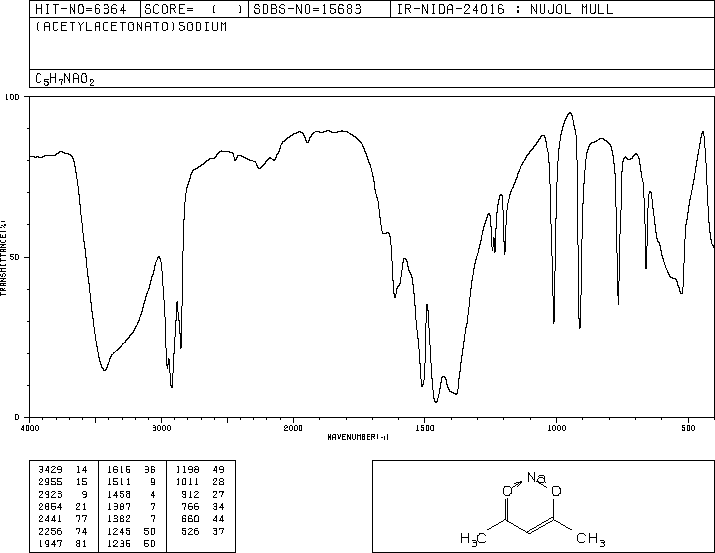 HIT-NO=6364 SCORE= ( ) SDBS-NO=15683 IR-NIDA-24016 : NUJOL MULL
(ACETYLACETONATO)SODIUM
C5H7NAO2
100
50
0
TRANSMITTANCE(%)
4000 3000 2000 1500 1000 500
WAVENUMBER(-1)
3429 14 1616 36 1198 49
2955 15 1511 9 1011 28
2923 9 1458 4 912 27
2854 21 1387 7 766 34
2441 77 1382 7 660 44
2256 74 1245 50 526 37
1947 81 1236 50
Na
O O
H3C CH3